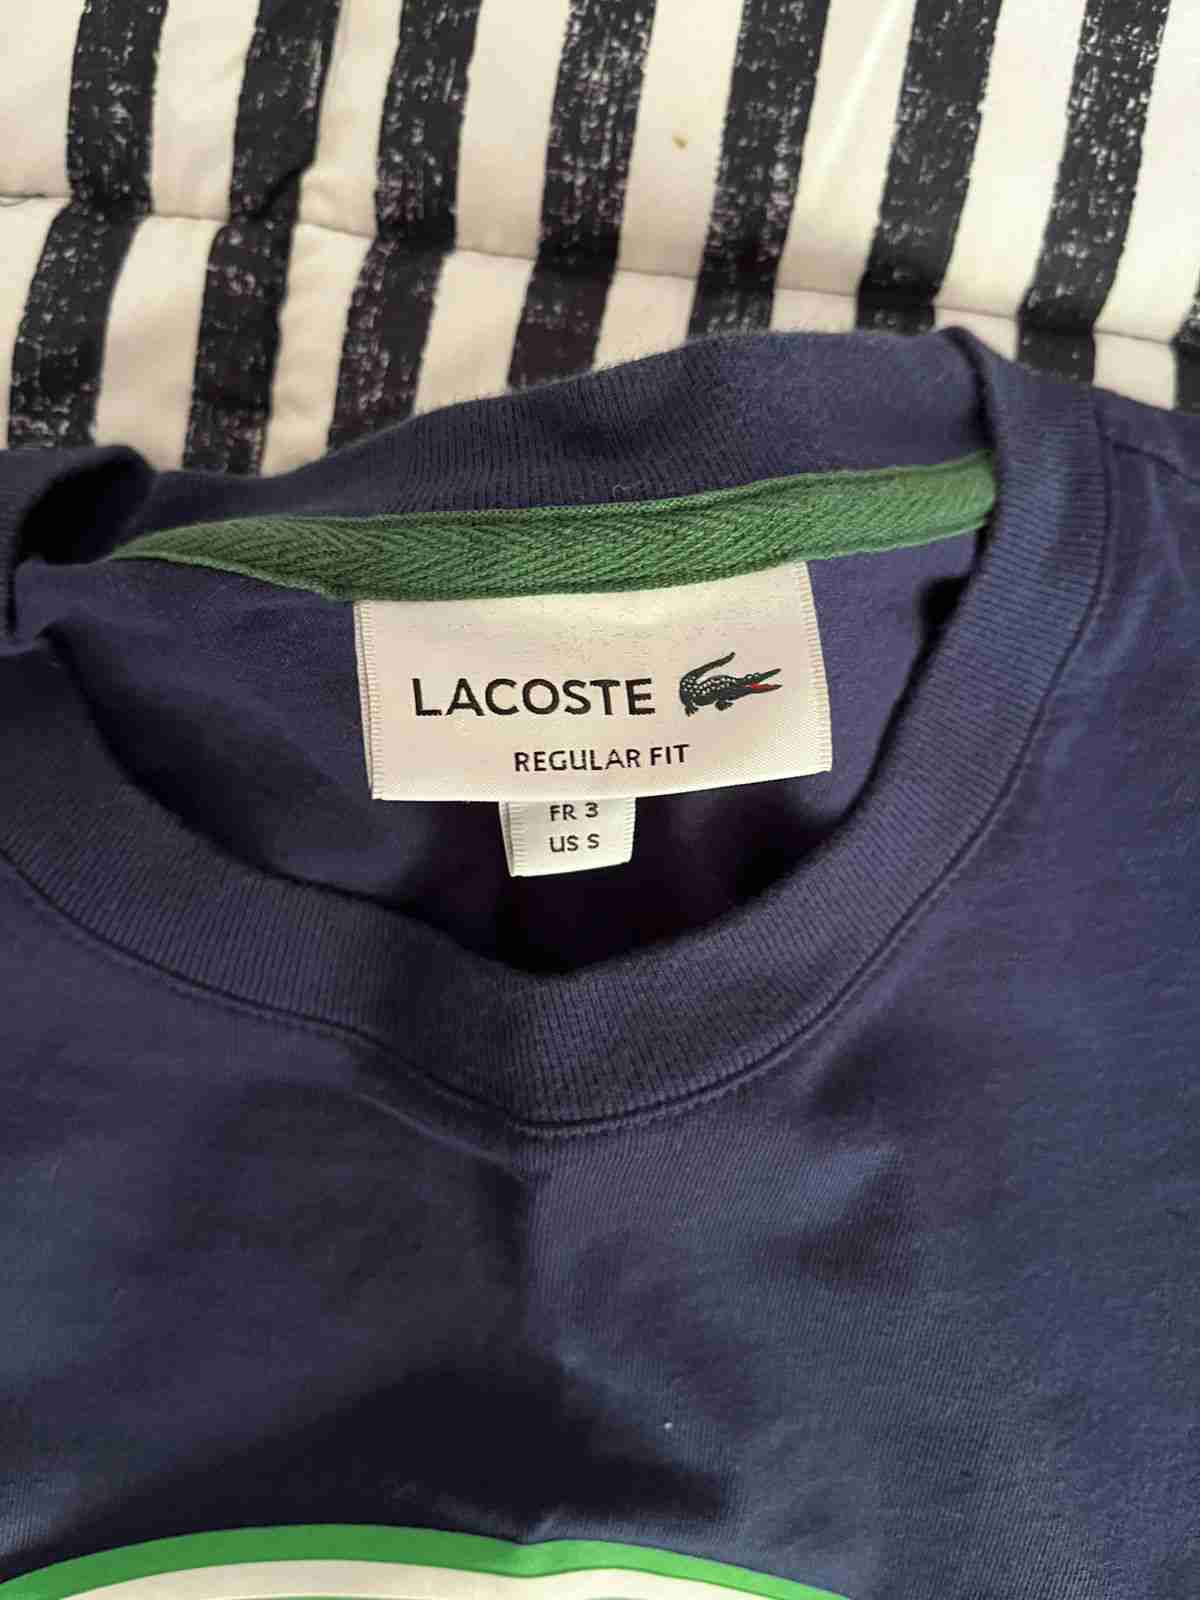 LACOSTE
REGULAR FIT
FR 3
US S